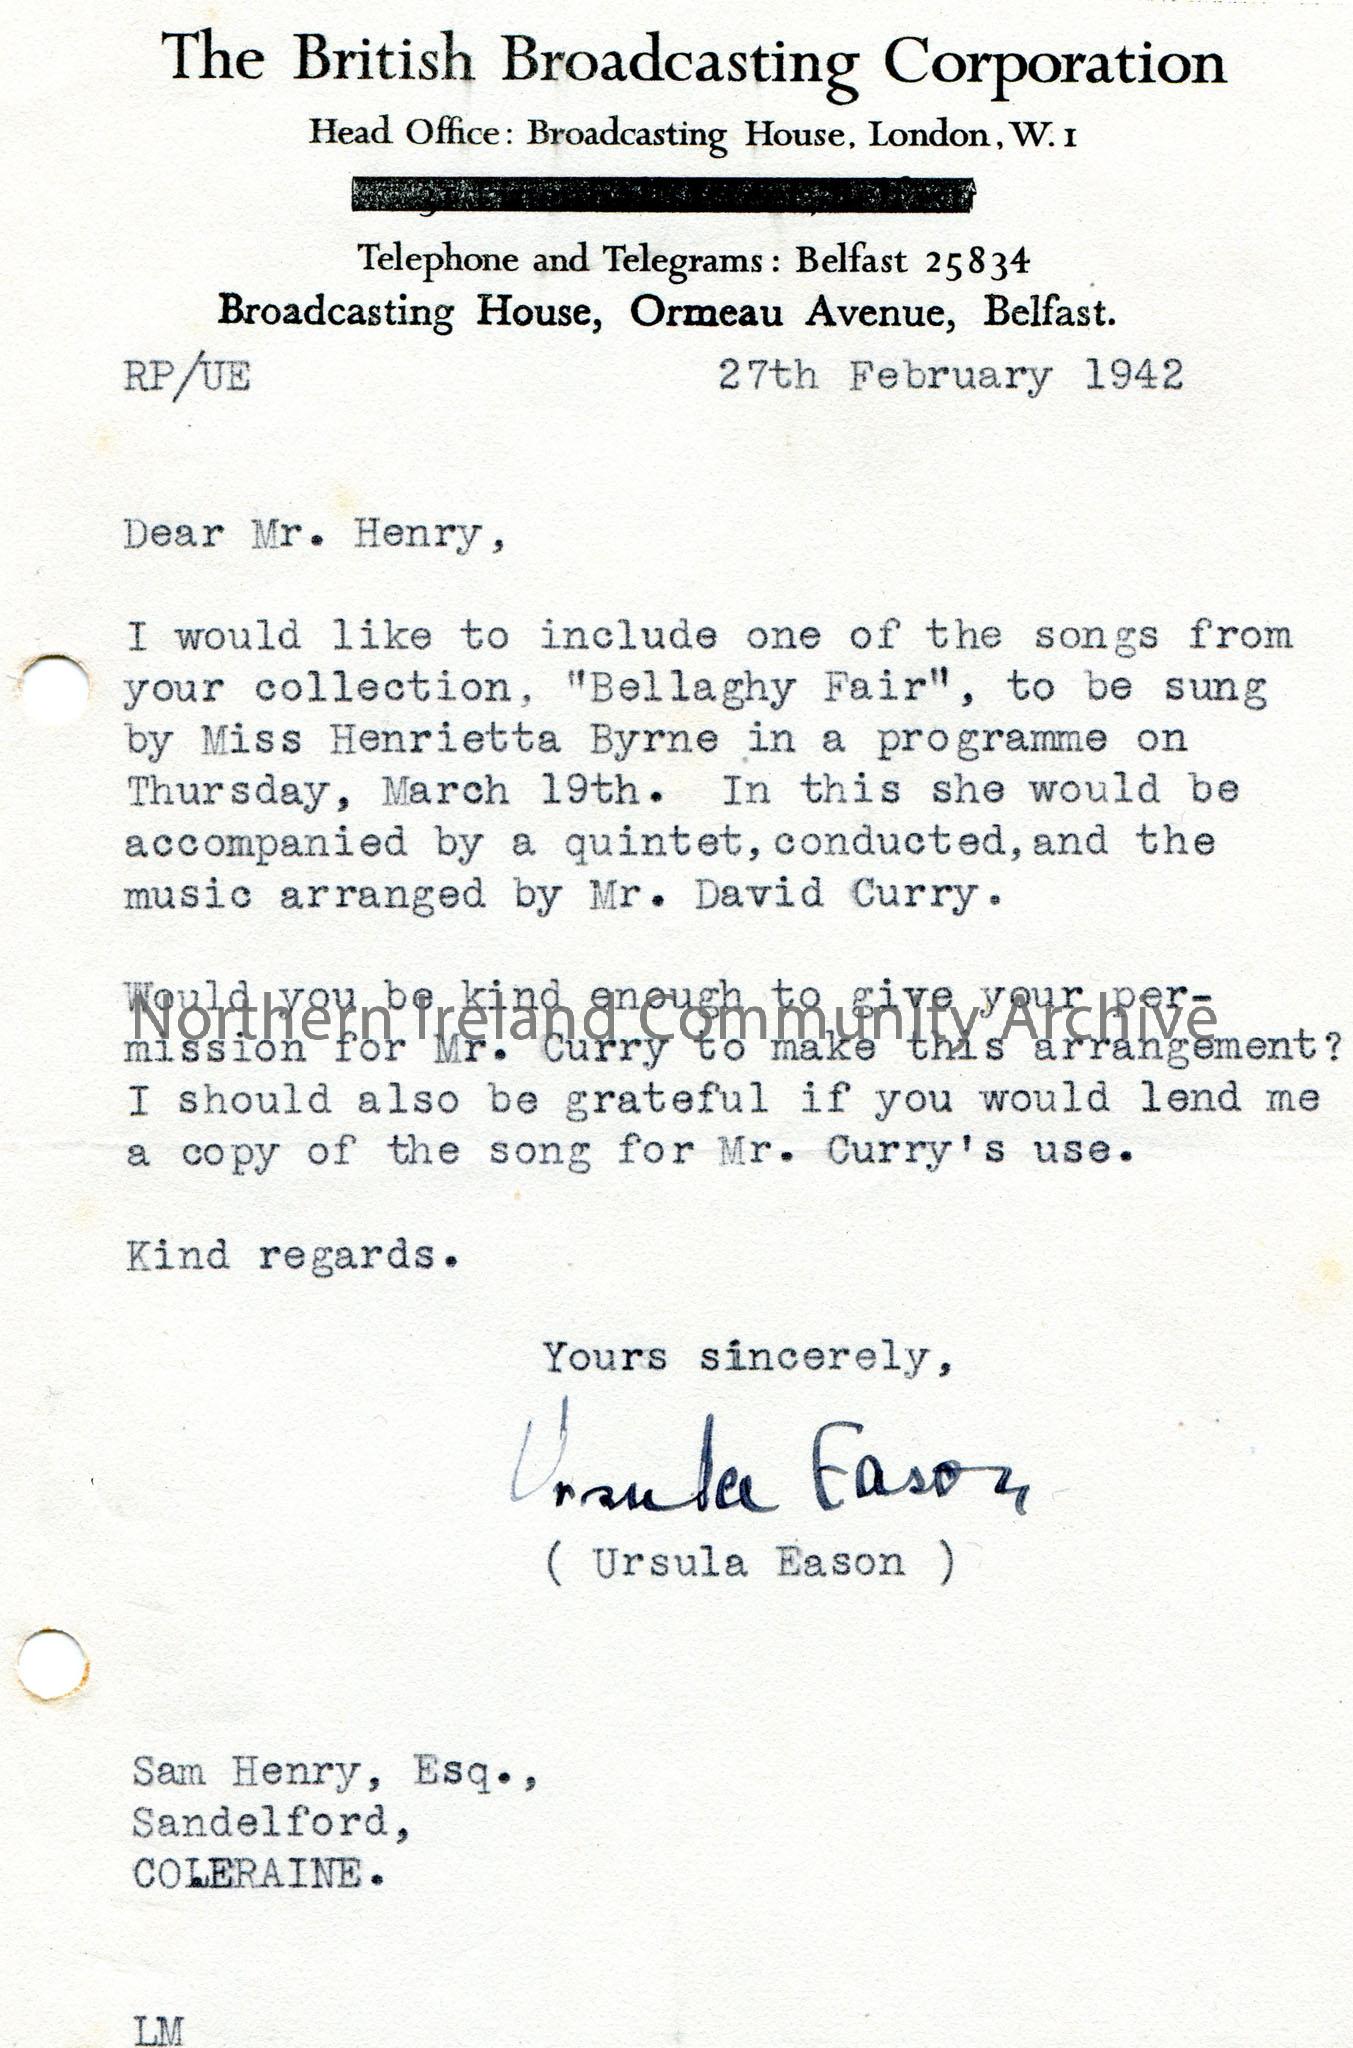 The British Broadcasting Corporation
Head Office: Broadcasting House, London, W. 1
Telephone and Telegrams: Belfast 25834
Broadcasting House, Ormeau Avenue, Belfast.
RP/UE 27th February 1942
Dear Mr. Henry,
I would like to include one of the songs from
your collection, "Bellaghy Fair", to be sung
by Miss Henrietta Byrne in a programme on
Thursday, March 19th. In this she would be
accompanied by a quintet, conducted, and the
music arranged by Mr. David Curry.
Would you be kind enough to give your per-
Northern Ireland Community Archive
mission for Mr. Curry to make this arrangement?
I should also be grateful if you would lend me
a copy of the song for Mr. Curry's use.
Kind regards.
Yours sincerely,
Ursula Eason
( Ursula Eason )
Sam Henry, Esq.,
Sandelford,
COLERAINE.
LM